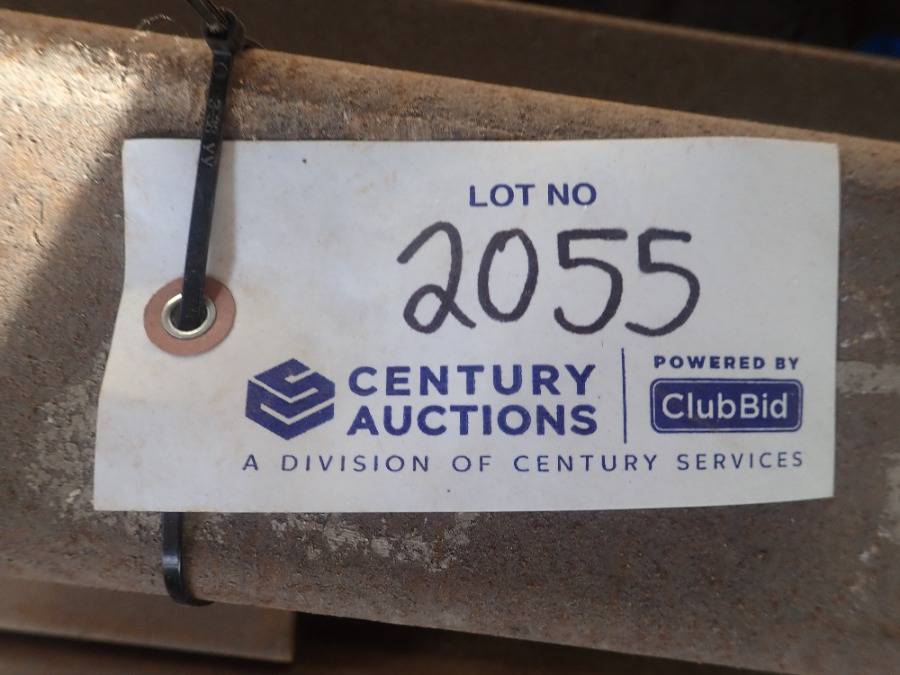 LOT NO
2055
CENTURY
AUCTIONS
POWERED BY
ClubBid
A DIVISION OF CENTURY SERVICES